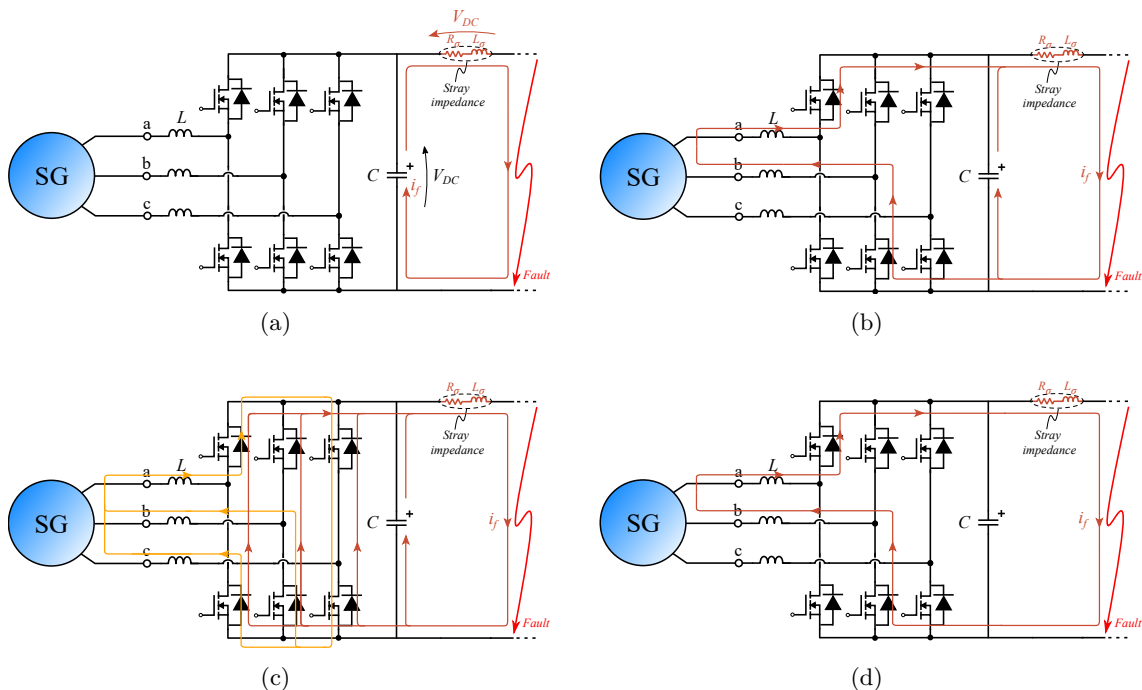 V_DC
R_σ L_σ
Stray
impedance
a L
SG
b
C + i_f V_DC
c
Fault
(a)
R_σ L_σ
Stray
impedance
a L
SG
b
C + i_f
c
Fault
(b)
R_σ L_σ
Stray
impedance
a L
SG
b
C + i_f
c
Fault
(c)
R_σ L_σ
Stray
impedance
a L
SG
b
C + i_f
c
Fault
(d)